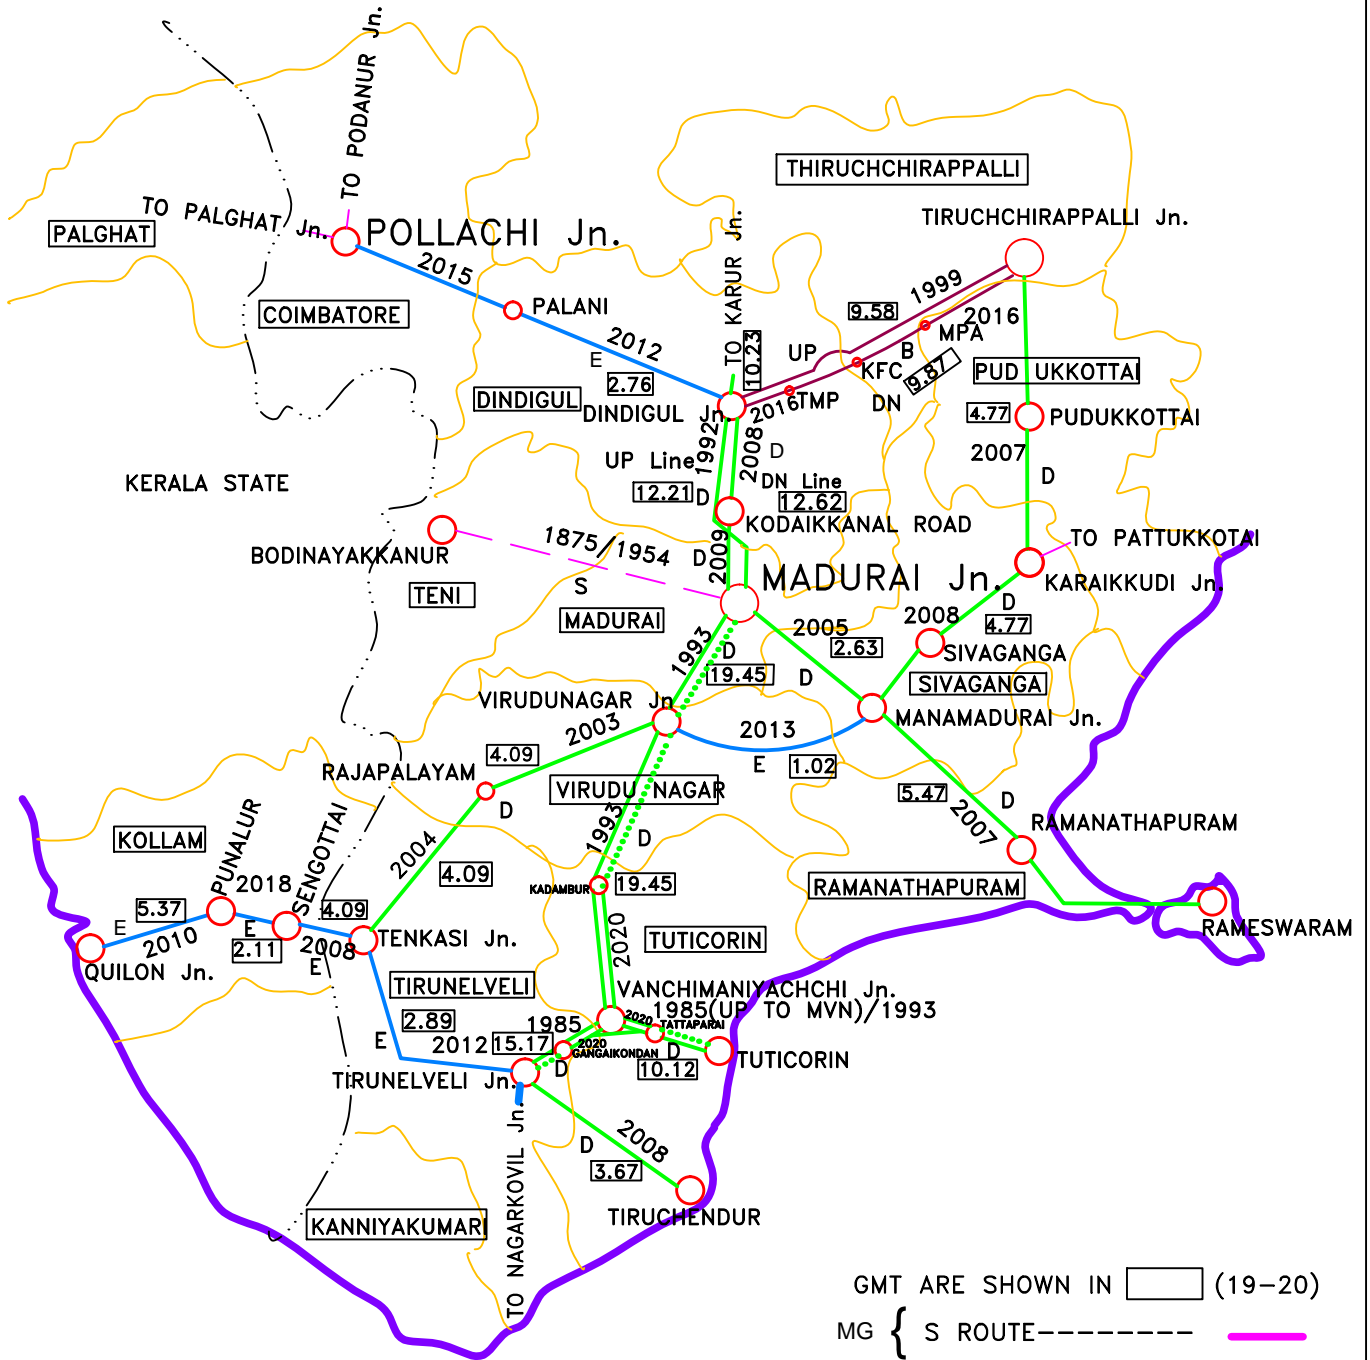 TO PODANUR Jn.
THIRUCHCHIRAPPALLI
TO PALGHAT Jn.
PALGHAT
POLLACHI Jn.
TIRUCHCHIRAPPALLI Jn.
TO KARUR Jn.
2015
COIMBATORE
PALANI
1999
9.58
2016
MPA
2012
E
2.76
10.23
UP
B
KFC
9.87
PUD UKKOTTAI
DINDIGUL
DINDIGUL Jn.
2016
TMP
DN
4.77
PUDUKKOTTAI
1992
2008
D
2007
D
UP Line
12.21
D
DN Line
12.62
KERALA STATE
KODAIKKANAL ROAD
BODINAYAKKANUR
1875/1954
S
2009
D
TO PATTUKKOTAI
MADURAI Jn.
KARAIKKUDI Jn.
TENI
MADURAI
2008
D
4.77
2005
2.63
D
1993
D
19.45
SIVAGANGA
SIVAGANGA
VIRUDUNAGAR Jn.
MANAMADURAI Jn.
2003
4.09
2013
E
1.02
RAJAPALAYAM
D
VIRUDU NAGAR
5.47
D
2007
RAMANATHAPURAM
KOLLAM
PUNALUR
SENGOTTAI
2004
4.09
1993
D
KADAMBUR
19.45
RAMANATHAPURAM
2018
5.37
E
2010
E
2.11
4.09
2008
E
TENKASI Jn.
QUILON Jn.
RAMESWARAM
2020
TUTICORIN
TIRUNELVELI
2.89
E
2012
VANCHIMANIYACHCHI Jn.
1985(UP TO MVN)/1993
1985
15.17
2020
TATTAPARAI
2020
GANGAIKONDAN
D
D
10.12
TUTICORIN
TIRUNELVELI Jn.
2008
D
3.67
TO NAGARKOVIL Jn.
TIRUCHENDUR
KANNIYAKUMARI
GMT ARE SHOWN IN (19-20)
MG { S ROUTE--------